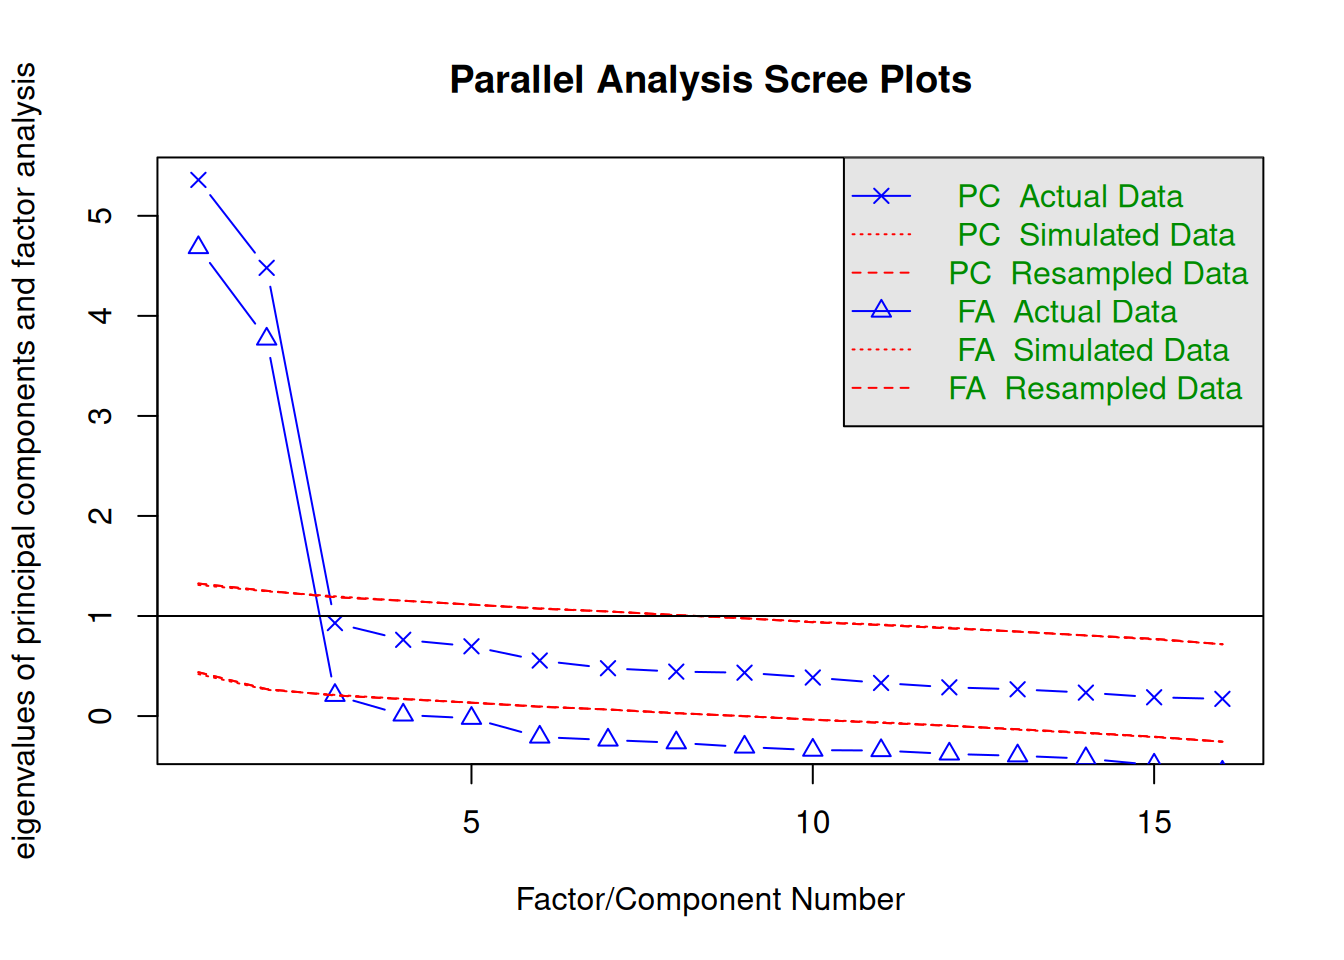 Parallel Analysis Scree Plots
eigenvalues of principal components and factor analysis
5
4
3
2
1
0
PC Actual Data
PC Simulated Data
PC Resampled Data
FA Actual Data
FA Simulated Data
FA Resampled Data
5 10 15
Factor/Component Number